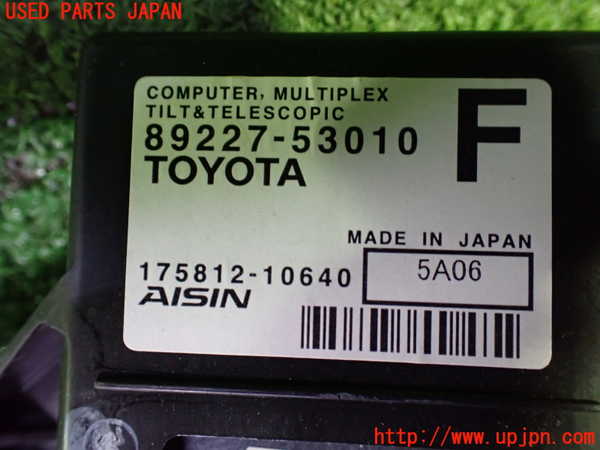 USED PARTS JAPAN
COMPUTER, MULTIPLEX
TILT&TELESCOPIC
89227-53010
TOYOTA
F
MADE IN JAPAN
175812-10640
5A06
AISIN
http://www.upjpn.com/